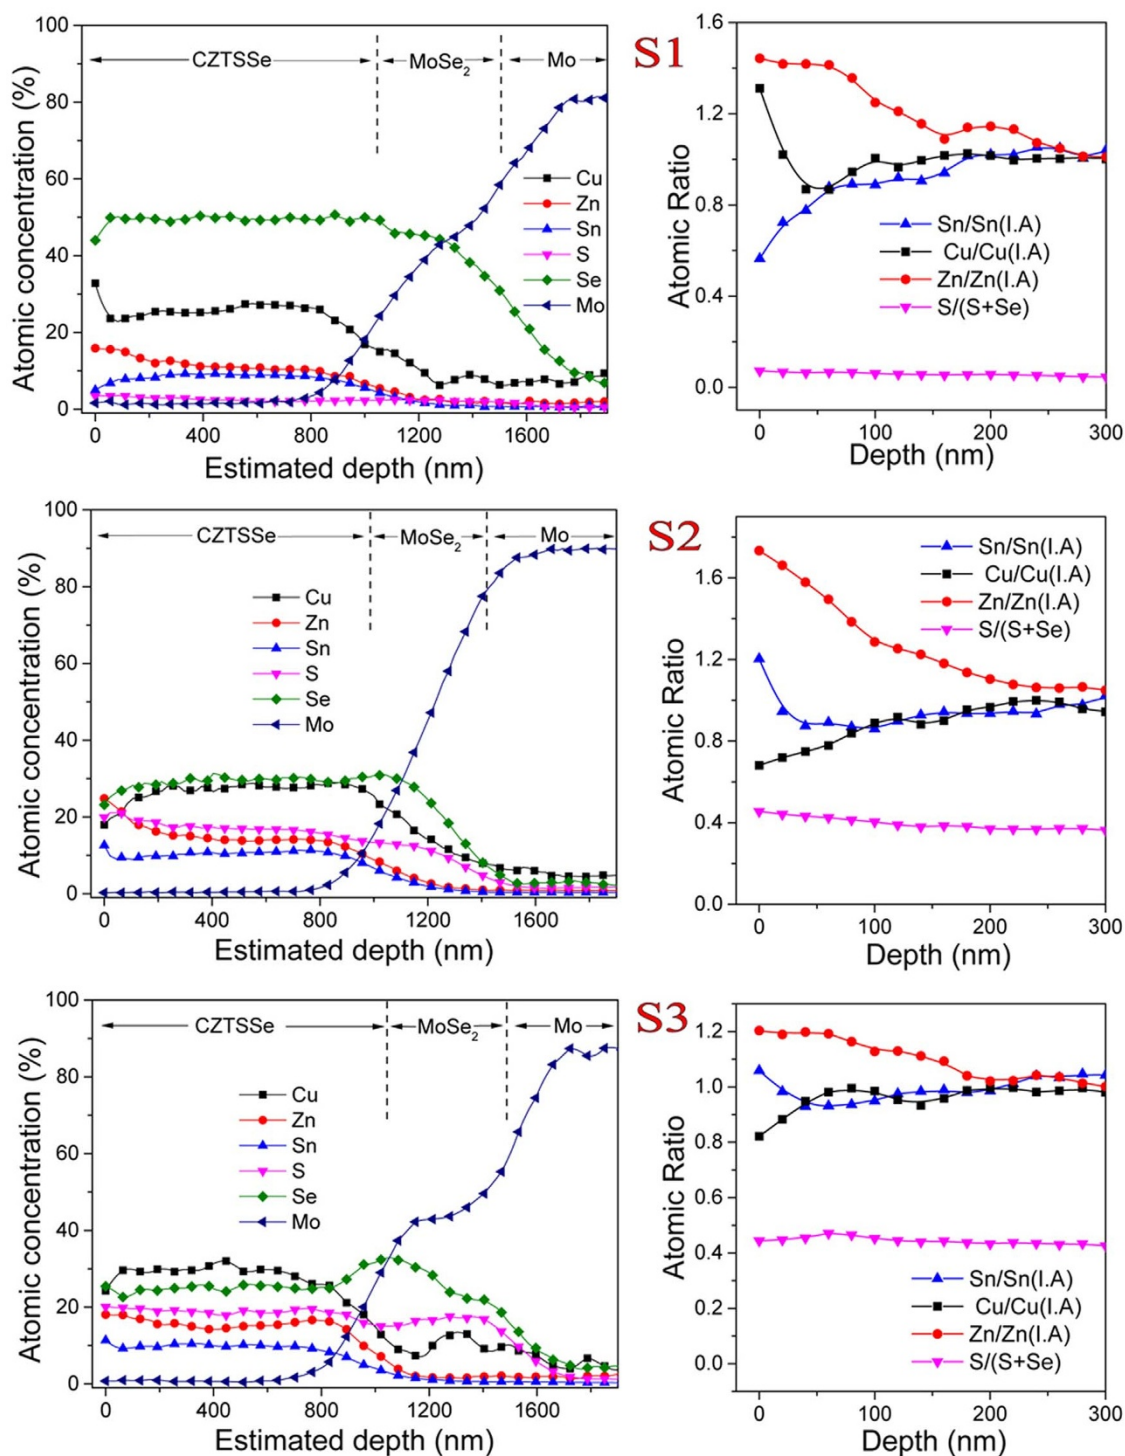 100
80
60
40
20
0
Atomic concentration (%)
CZTSSe
MoSe2
Mo
Cu
Zn
Sn
S
Se
Mo
0 400 800 1200 1600
Estimated depth (nm)
S1
1.6
1.2
0.8
0.4
0.0
Atomic Ratio
Sn/Sn(I.A)
Cu/Cu(I.A)
Zn/Zn(I.A)
S/(S+Se)
0 100 200 300
Depth (nm)
100
80
60
40
20
0
Atomic concentration (%)
CZTSSe
MoSe2
Mo
Cu
Zn
Sn
S
Se
Mo
0 400 800 1200 1600
Estimated depth (nm)
S2
1.6
1.2
0.8
0.4
0.0
Atomic Ratio
Sn/Sn(I.A)
Cu/Cu(I.A)
Zn/Zn(I.A)
S/(S+Se)
0 100 200 300
Depth (nm)
100
80
60
40
20
0
Atomic concentration (%)
CZTSSe
MoSe2
Mo
Cu
Zn
Sn
S
Se
Mo
0 400 800 1200 1600
Estimated depth (nm)
S3
1.2
1.0
0.8
0.6
0.4
0.2
0.0
Atomic Ratio
Sn/Sn(I.A)
Cu/Cu(I.A)
Zn/Zn(I.A)
S/(S+Se)
0 100 200 300
Depth (nm)